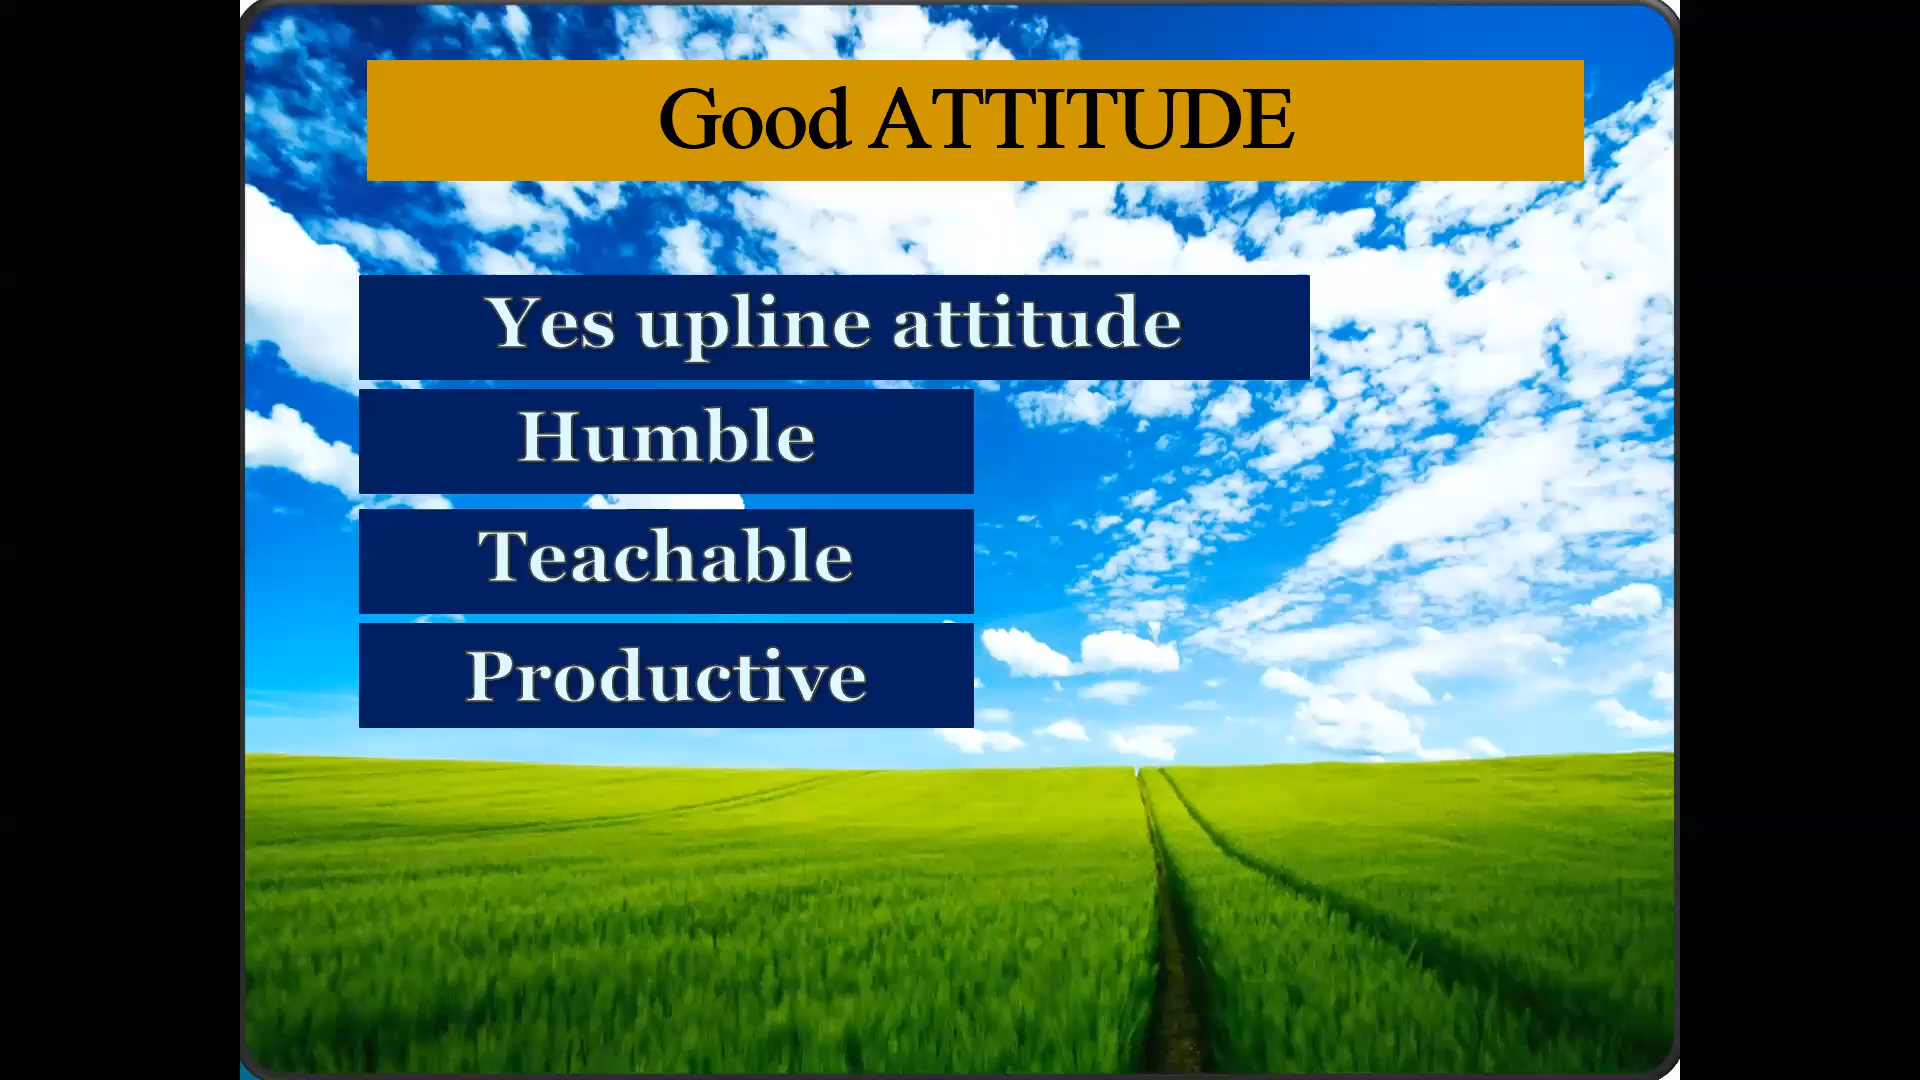 Good ATTITUDE
Yes upline attitude
Humble
Teachable
Productive